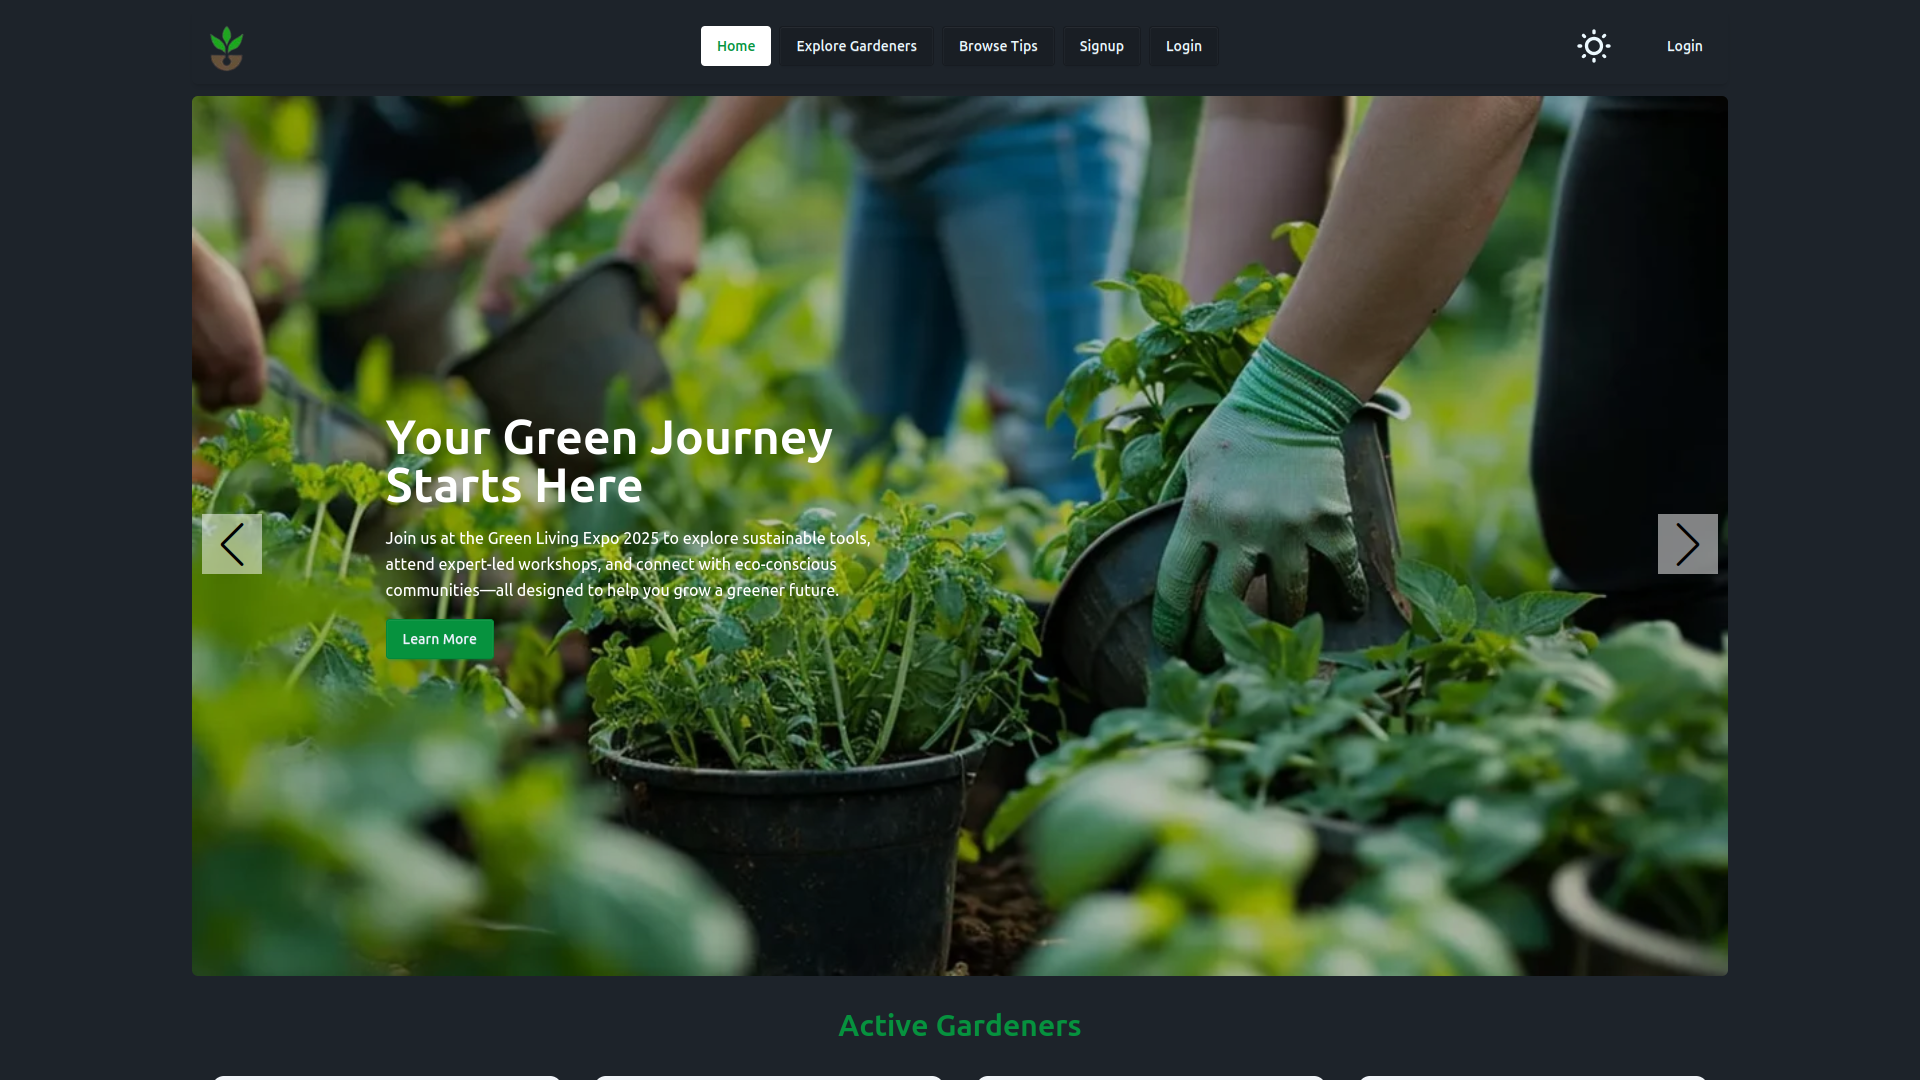 Home
Explore Gardeners
Browse Tips
Signup
Login
Login
Your Green Journey
Starts Here
Join us at the Green Living Expo 2025 to explore sustainable tools,
attend expert-led workshops, and connect with eco-conscious
communities—all designed to help you grow a greener future.
Learn More
Active Gardeners